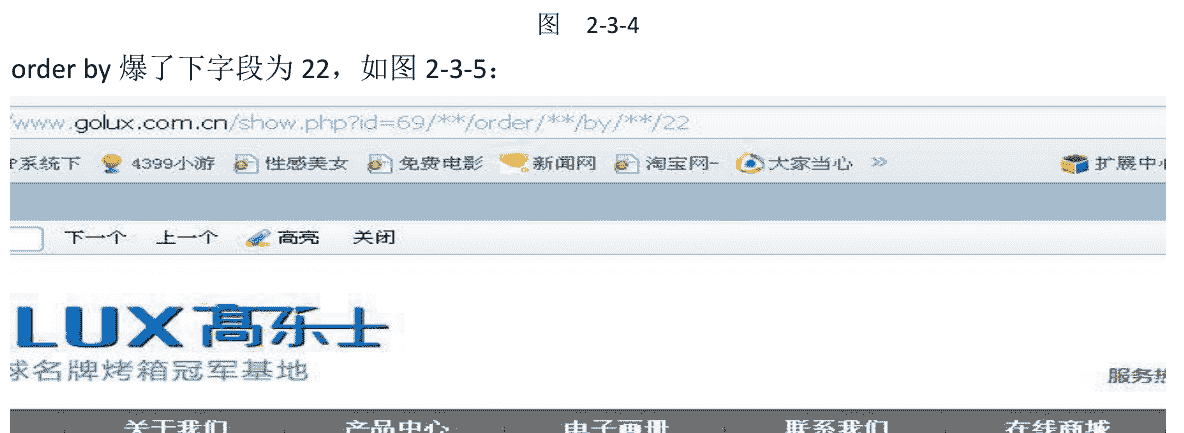 图 2-3-4
order by 爆了下字段为 22，如图 2-3-5：
/www.golux.com.cn/show.php?id=69/**/order/**/by/**/22
P系统下 4399小游 性感美女 免费电影 新闻网 淘宝网- 大家当心 » 扩展中心
下一个 上一个 高亮 关闭
LUX 高乐士
球名牌烤箱冠军基地
服务热
关于我们 产品中心 电子画册 联系我们 在线商城